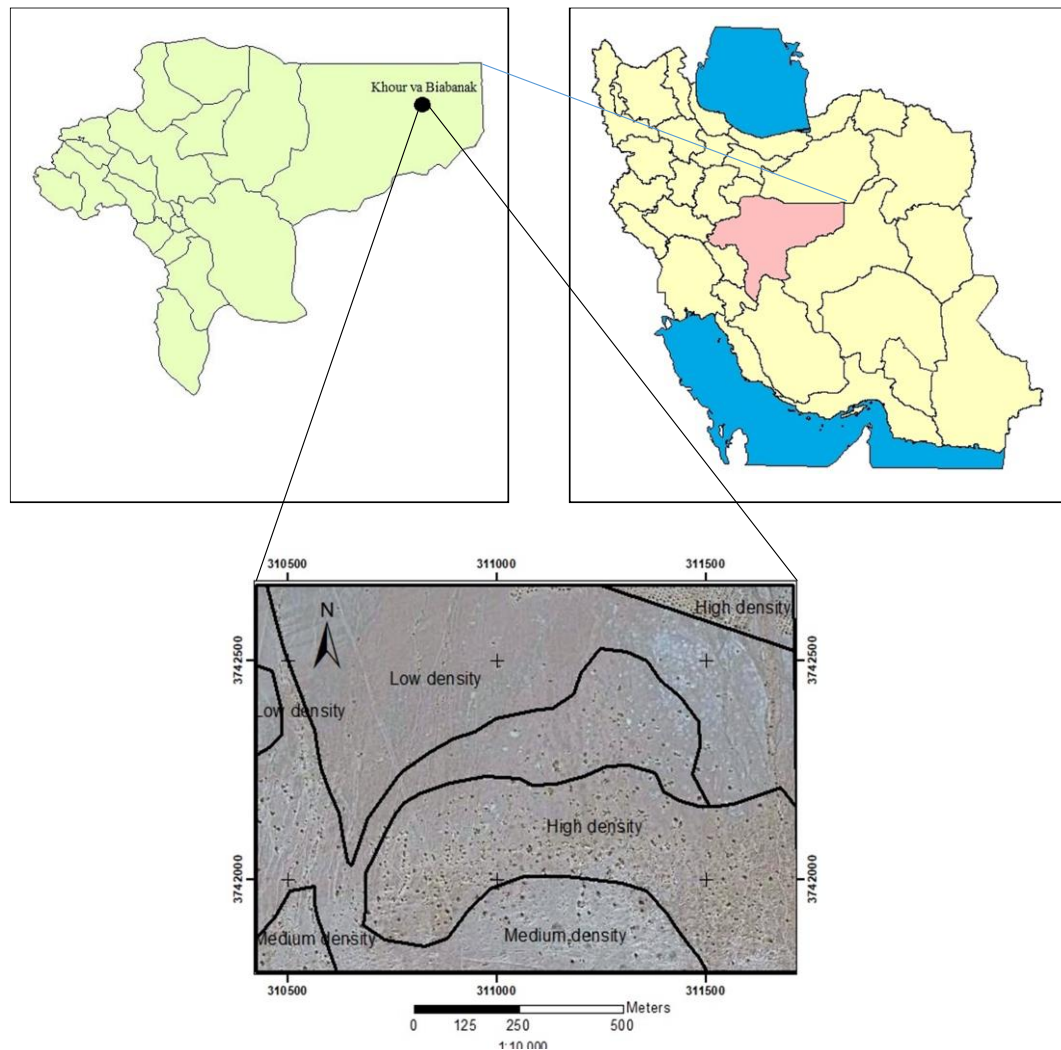 Khour va Biabanak
310500 311000 311500
N
High density
3742500
3742500
Low density
Low density
High density
3742000
3742000
Medium density
Medium density
310500 311000 311500
Meters
0 125 250 500
1:10,000